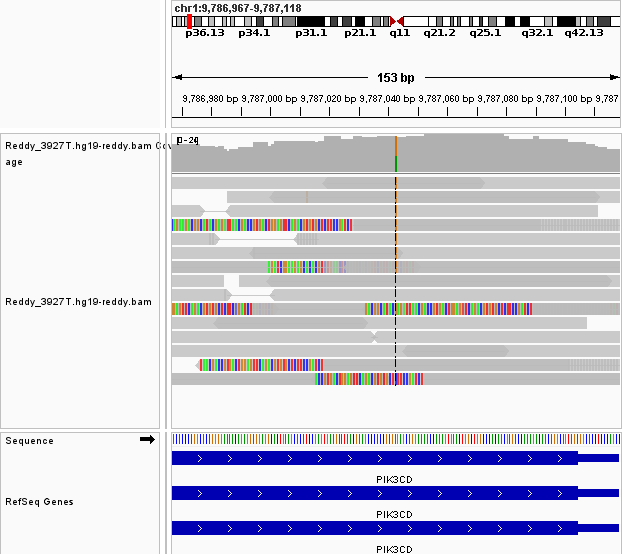 chr1:9,786,967-9,787,118
p36.13 p34.1 p31.1 p21.1 q11 q21.2 q25.1 q32.1 q42.13
153 bp
9,786,980 bp 9,787,000 bp 9,787,020 bp 9,787,040 bp 9,787,060 bp 9,787,080 bp 9,787,100 bp 9,787
Reddy_3927T.hg19-reddy.bam
age
Reddy_3927T.hg19-reddy.bam
Sequence
PIK3CD
RefSeq Genes
PIK3CD
PIK3CD